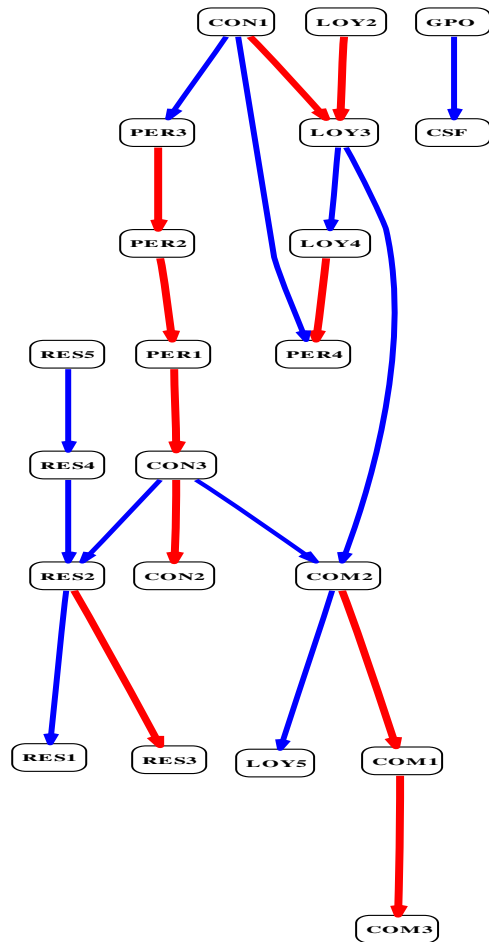 CON1 LOY2 GPO
PER3 LOY3 CSF
PER2 LOY4
RES5 PER1 PER4
RES4 CON3
RES2 CON2 COM2
RES1 RES3 LOY5 COM1
COM3